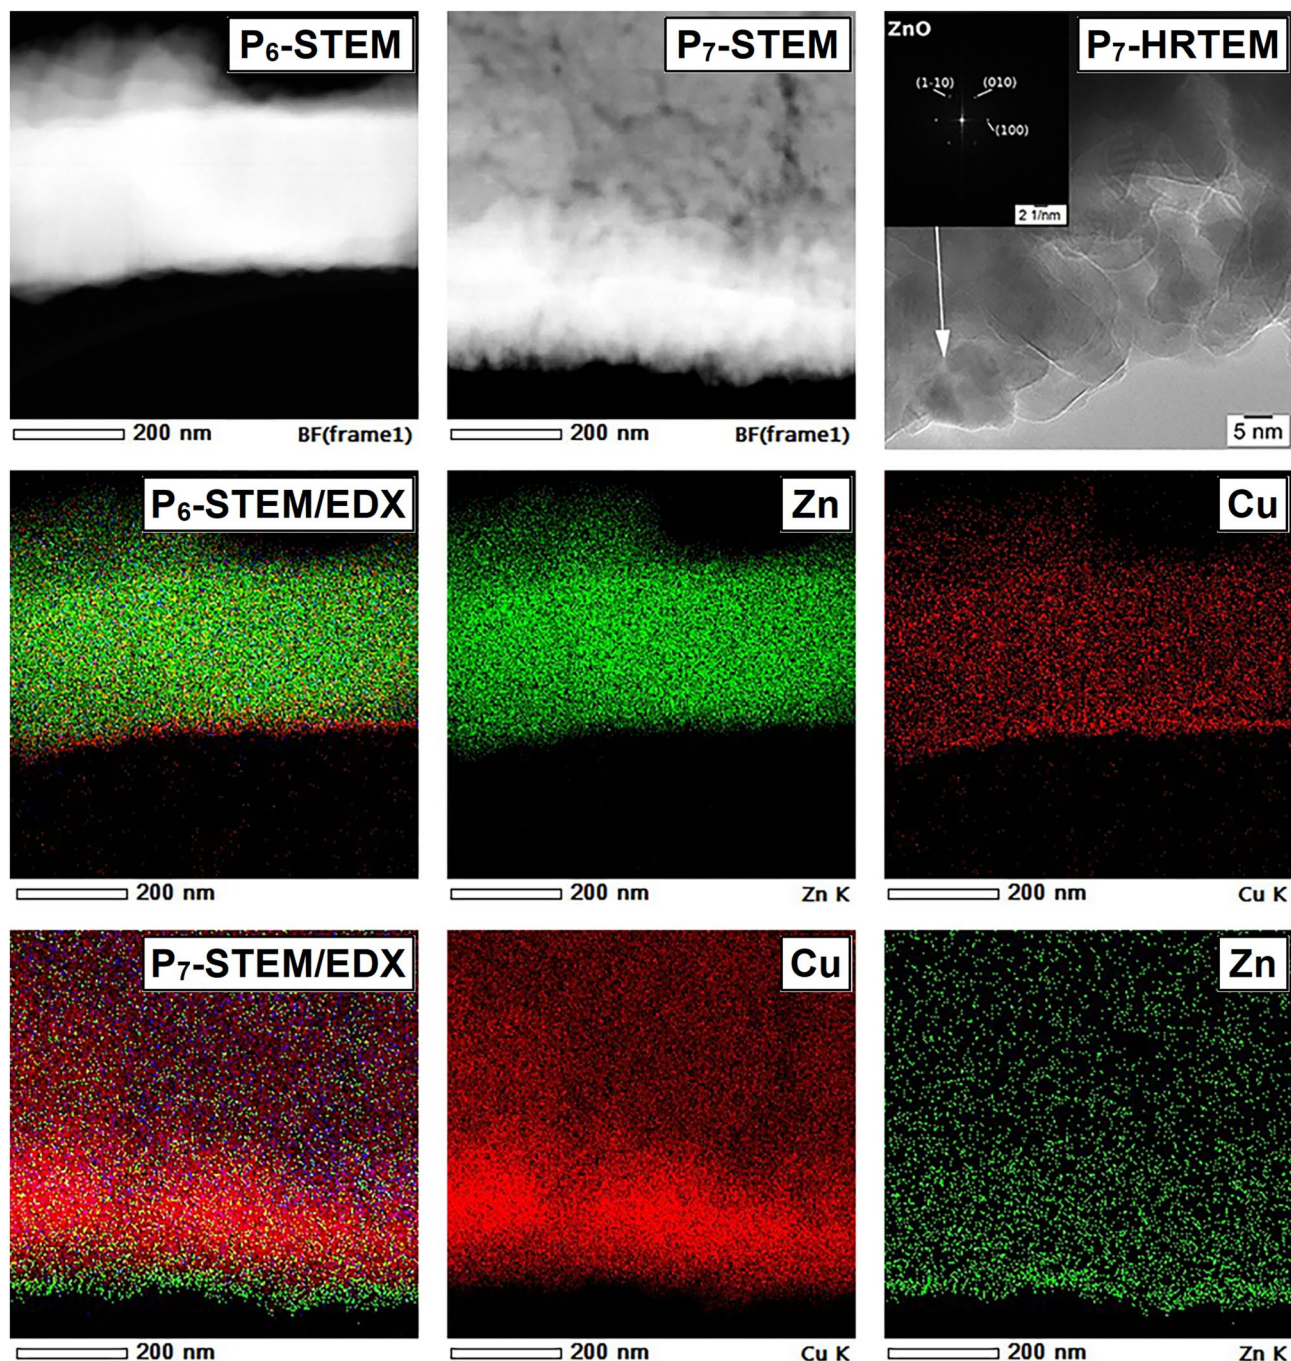 P₆-STEM
200 nm
BF(frame1)
P₇-STEM
200 nm
BF(frame1)
ZnO
P₇-HRTEM
(1-10)
(010)
(100)
2 1/nm
5 nm
P₆-STEM/EDX
200 nm
Zn
200 nm
Zn K
Cu
200 nm
Cu K
P₇-STEM/EDX
200 nm
Cu
200 nm
Cu K
Zn
200 nm
Zn K